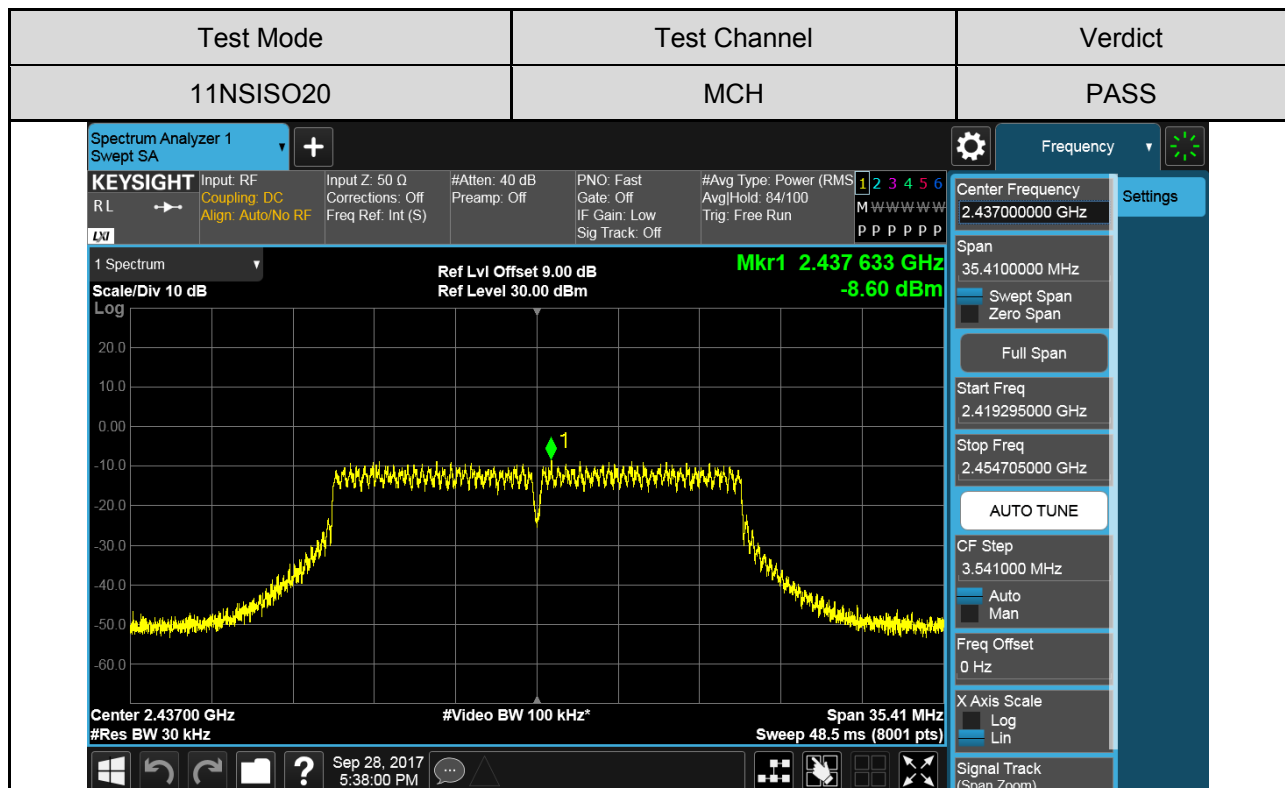 Test Mode Test Channel Verdict
11NSISO20 MCH PASS
Spectrum Analyzer 1
Swept SA
+
Frequency
KEYSIGHT Input: RF Input Z: 50 Ω #Atten: 40 dB PNO: Fast #Avg Type: Power (RMS 1 2 3 4 5 6
RL Coupling: DC Corrections: Off Preamp: Off Gate: Off Avg|Hold: 84/100 M W W W W W
Align: Auto/No RF Freq Ref: Int (S) IF Gain: Low Trig: Free Run
LXI Sig Track: Off P P P P P P
Center Frequency
2.437000000 GHz
Settings
1 Spectrum
Ref Lvl Offset 9.00 dB
Mkr1 2.437 633 GHz
Scale/Div 10 dB Ref Level 30.00 dBm -8.60 dBm
Log
20.0
10.0
0.00
1
-10.0
-20.0
-30.0
-40.0
-50.0
-60.0
Span
35.4100000 MHz
Swept Span
Zero Span
Full Span
Start Freq
2.419295000 GHz
Stop Freq
2.454705000 GHz
AUTO TUNE
CF Step
3.541000 MHz
Auto
Man
Freq Offset
0 Hz
X Axis Scale
Log
Lin
Signal Track
(Span Zoom)
Center 2.43700 GHz #Video BW 100 kHz* Span 35.41 MHz
#Res BW 30 kHz Sweep 48.5 ms (8001 pts)
? Sep 28, 2017
5:38:00 PM